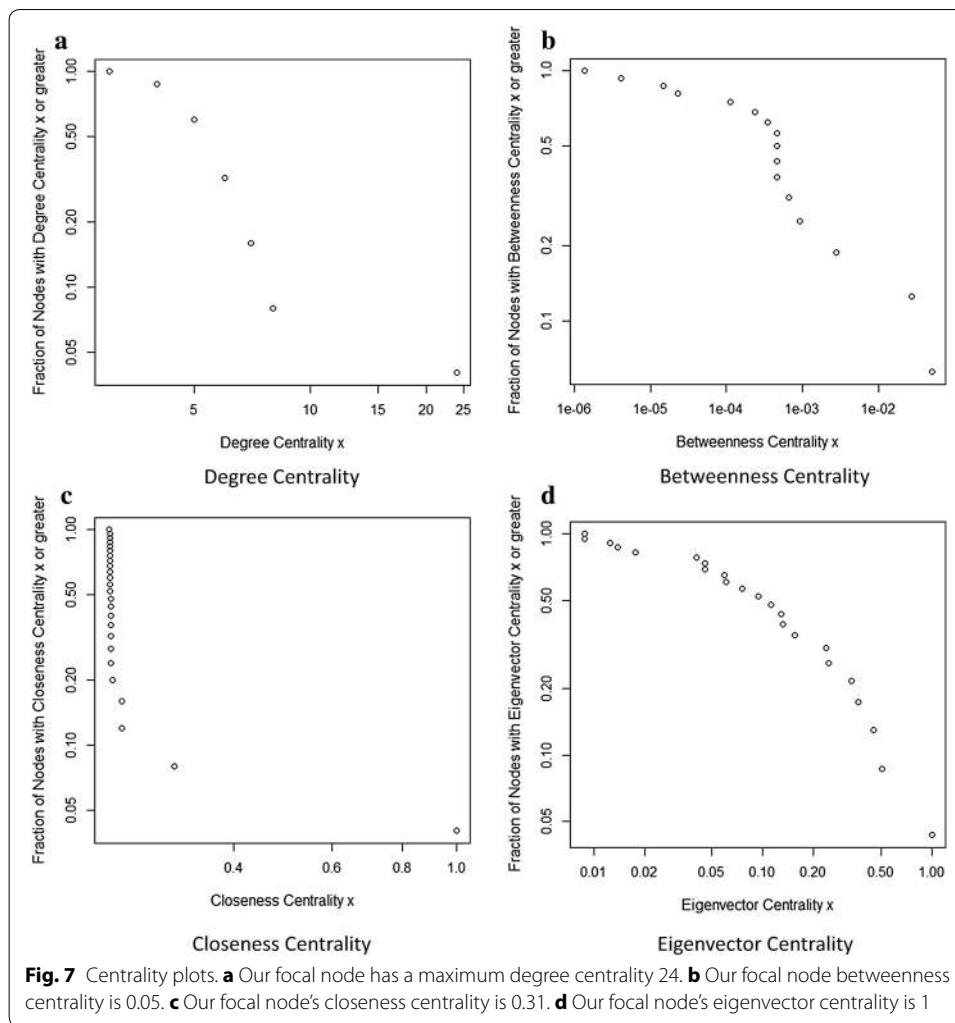 a
Fraction of Nodes with Degree Centrality x or greater
1.00
0.50
0.20
0.10
0.05
5 10 15 20 25
Degree Centrality x
Degree Centrality
b
Fraction of Nodes with Betweenness Centrality x or greater
1.0
0.5
0.2
0.1
1e-06 1e-05 1e-04 1e-03 1e-02
Betweenness Centrality x
Betweenness Centrality
c
Fraction of Nodes with Closeness Centrality x or greater
1.00
0.50
0.20
0.10
0.05
0.4 0.6 0.8 1.0
Closeness Centrality x
Closeness Centrality
d
Fraction of Nodes with Eigenvector Centrality x or greater
1.00
0.50
0.20
0.10
0.05
0.01 0.02 0.05 0.10 0.20 0.50 1.00
Eigenvector Centrality x
Eigenvector Centrality
Fig. 7 Centrality plots. a Our focal node has a maximum degree centrality 24. b Our focal node betweenness
centrality is 0.05. c Our focal node's closeness centrality is 0.31. d Our focal node's eigenvector centrality is 1